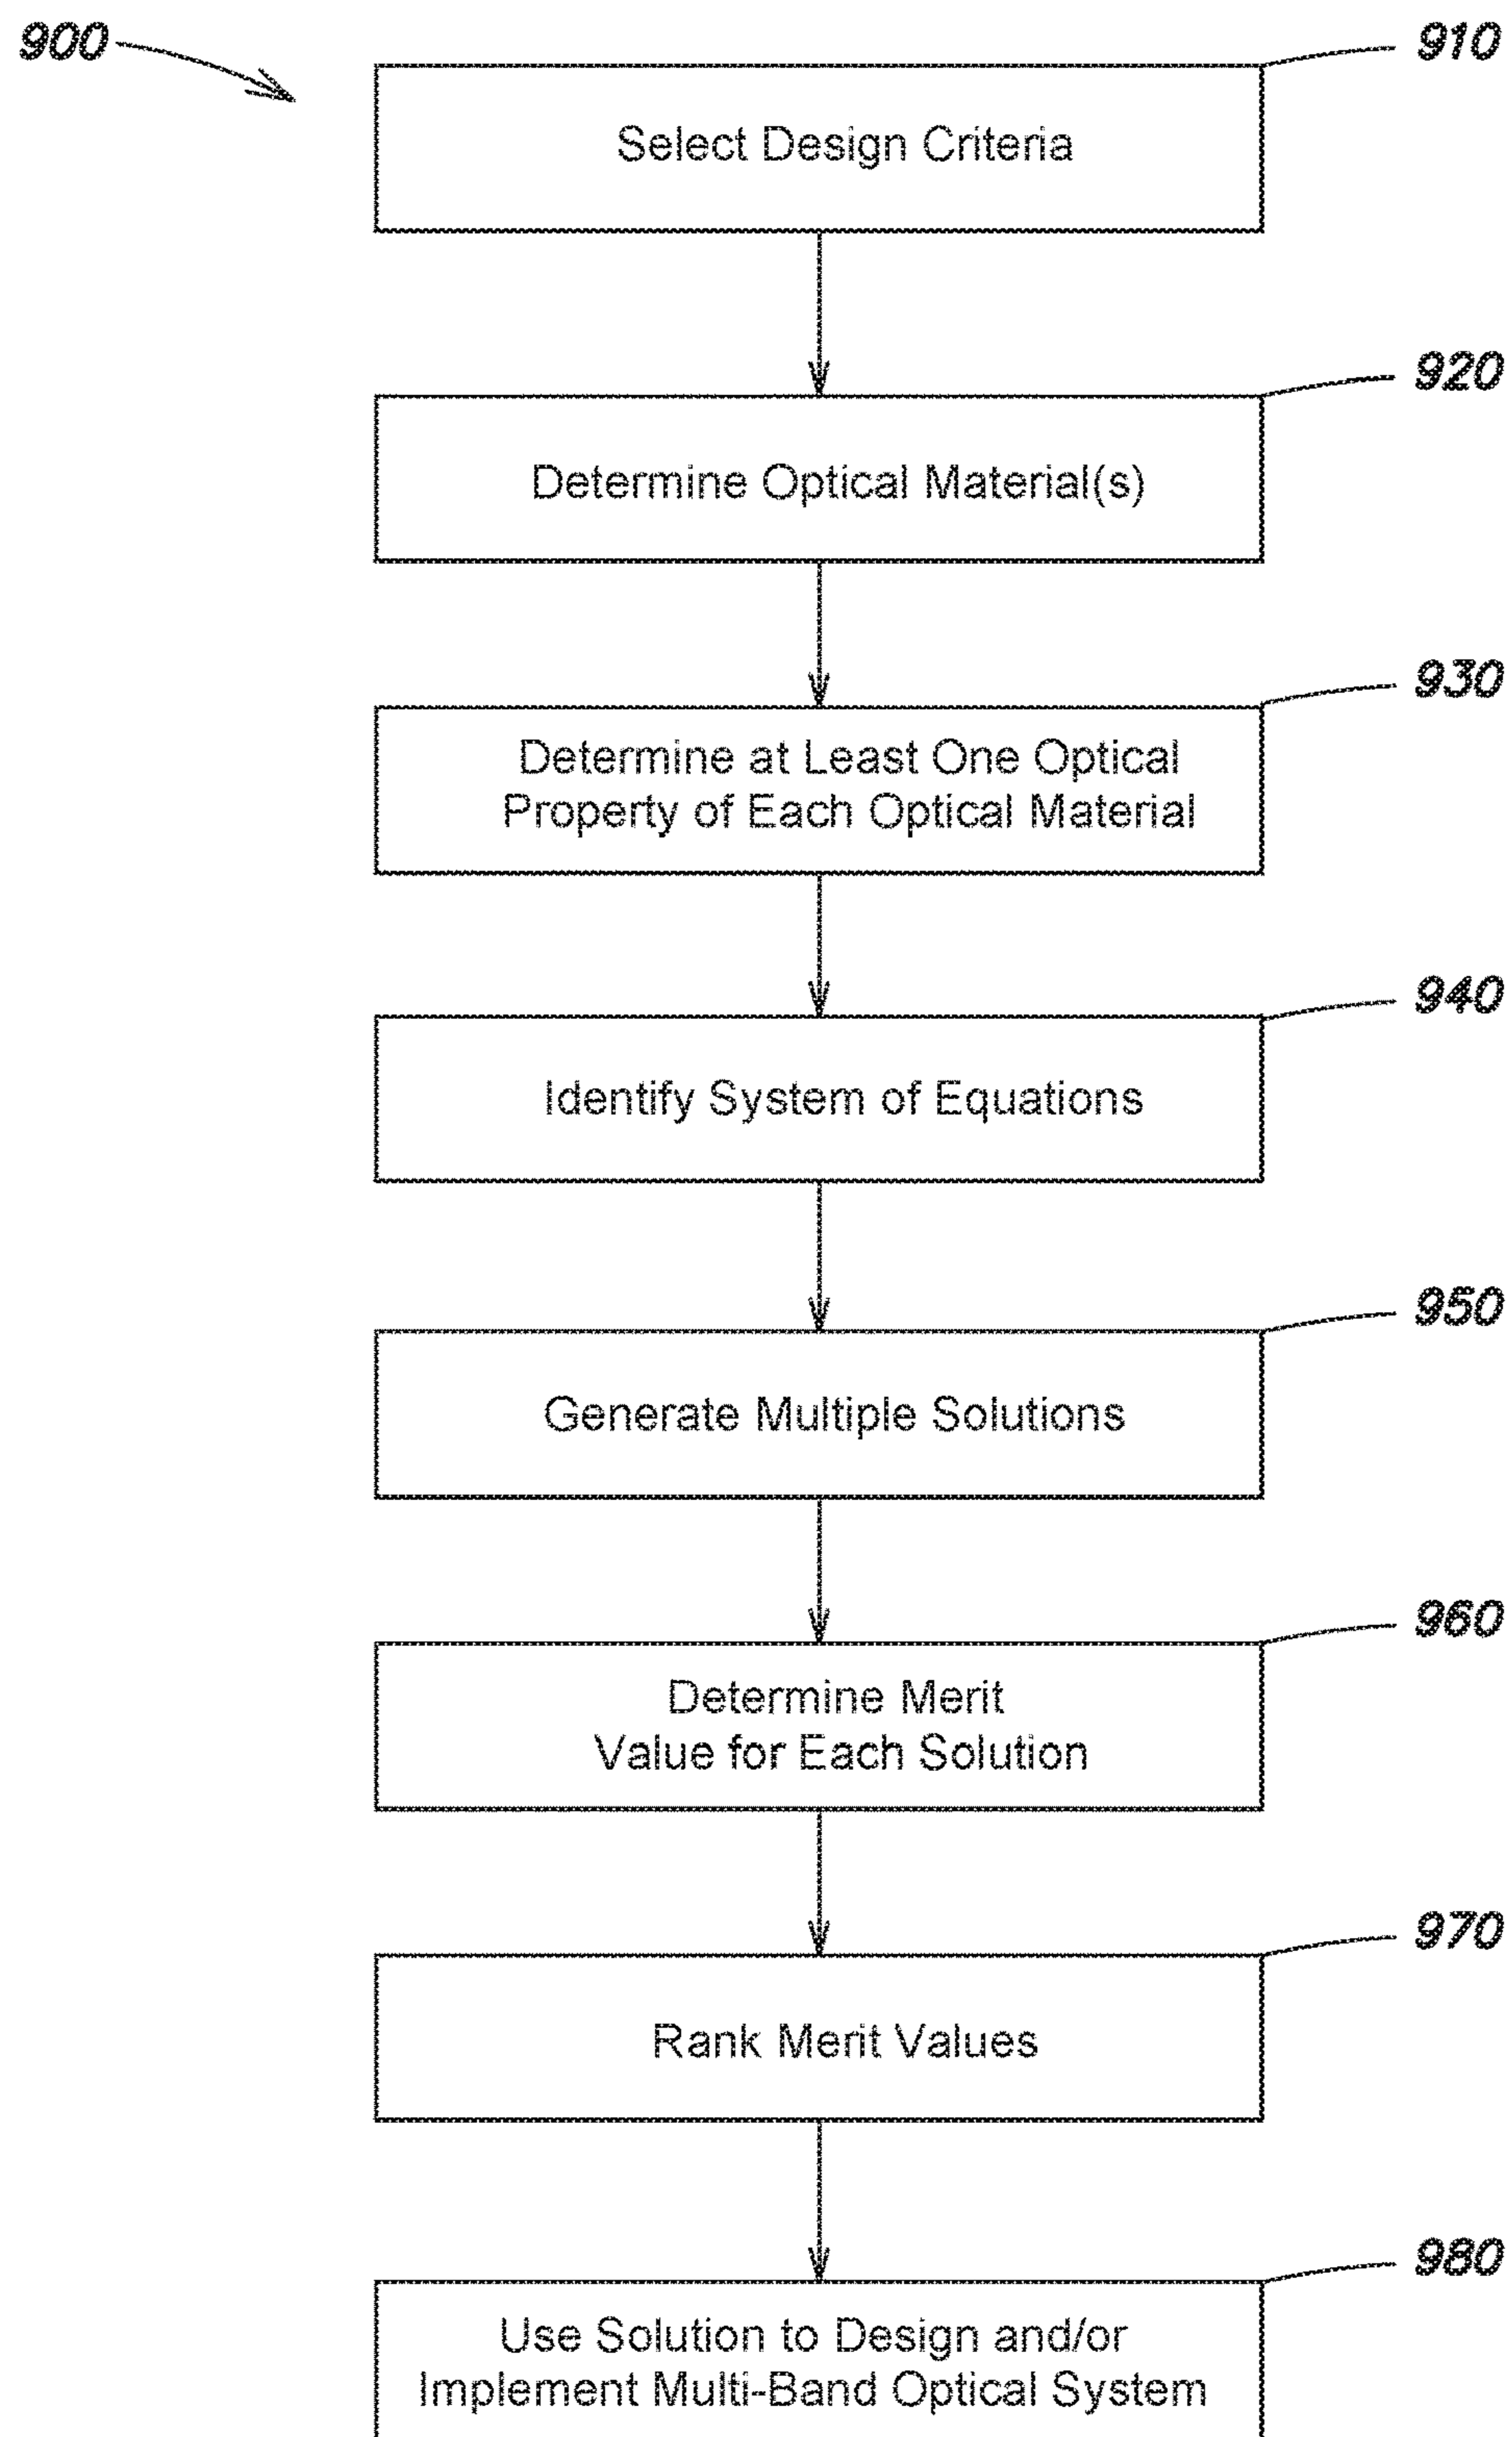 900
910
Select Design Criteria
920
Determine Optical Material(s)
930
Determine at Least One Optical
Property of Each Optical Material
940
Identify System of Equations
950
Generate Multiple Solutions
960
Determine Merit
Value for Each Solution
970
Rank Merit Values
980
Use Solution to Design and/or
Implement Multi-Band Optical System